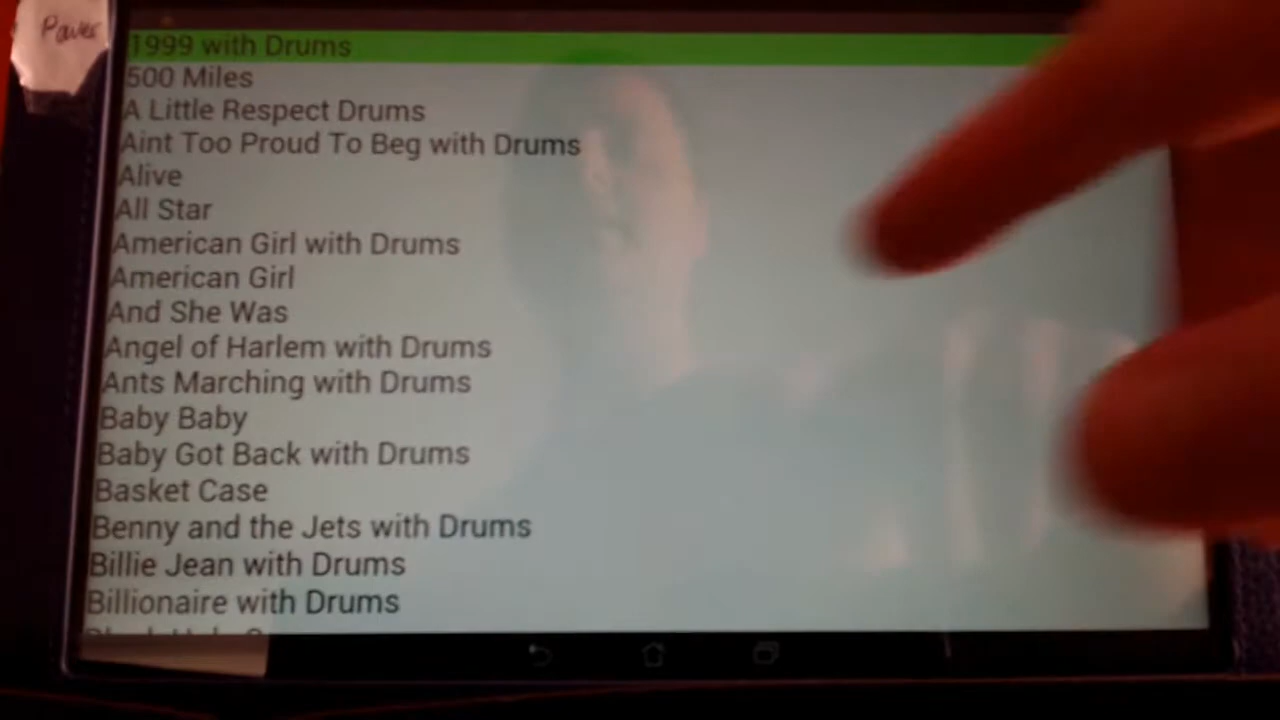 Power
1999 with Drums
500 Miles
A Little Respect Drums
Aint Too Proud To Beg with Drums
Alive
All Star
American Girl with Drums
American Girl
And She Was
Angel of Harlem with Drums
Ants Marching with Drums
Baby Baby
Baby Got Back with Drums
Basket Case
Benny and the Jets with Drums
Billie Jean with Drums
Billionaire with Drums